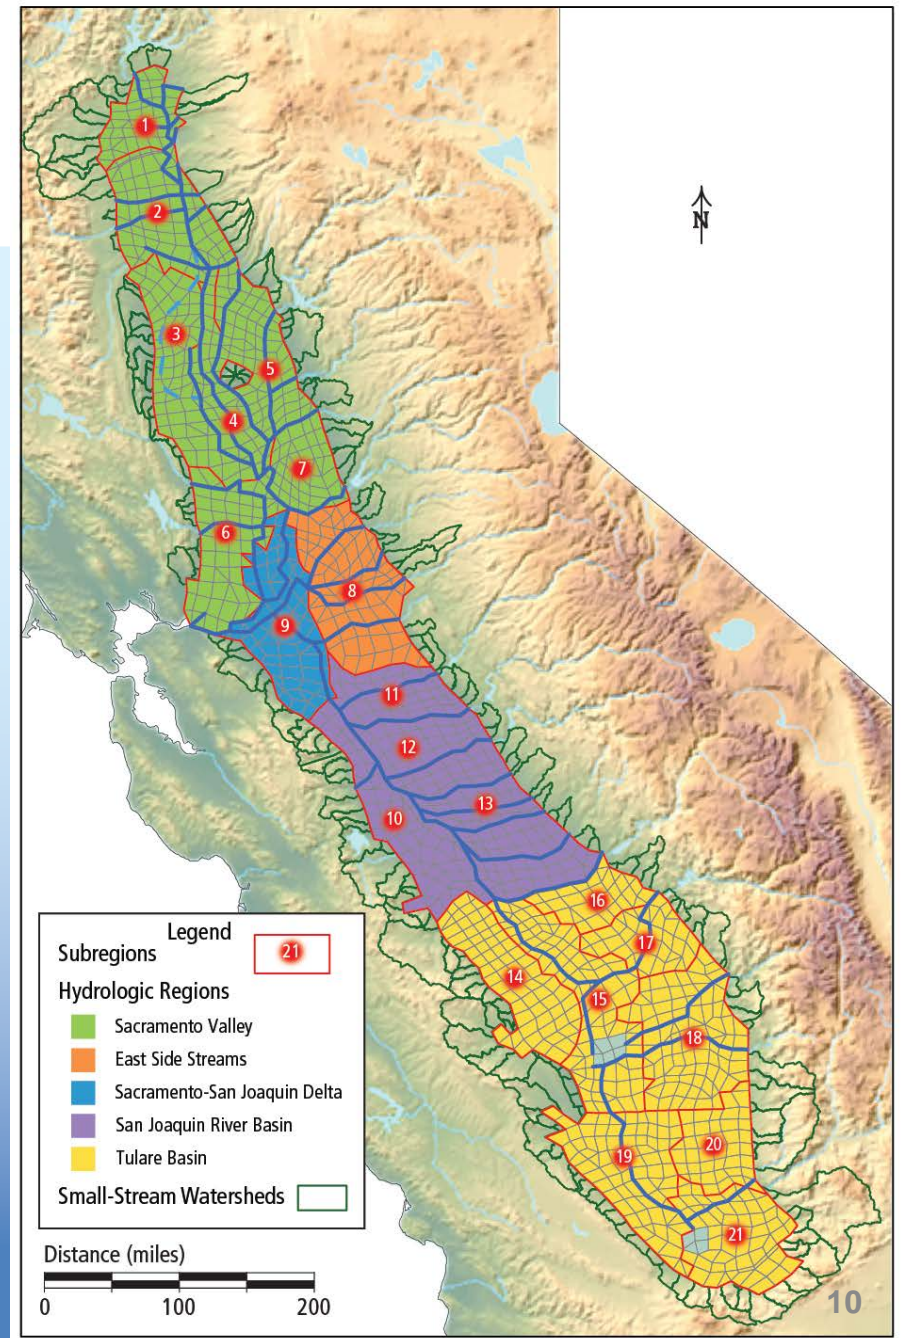 N
1
2
3
5
4
7
6
8
9
11
12
13
10
16
17
14
15
18
20
19
21
Legend
Subregions 21
Hydrologic Regions
Sacramento Valley
East Side Streams
Sacramento-San Joaquin Delta
San Joaquin River Basin
Tulare Basin
Small-Stream Watersheds
Distance (miles)
0 100 200
10